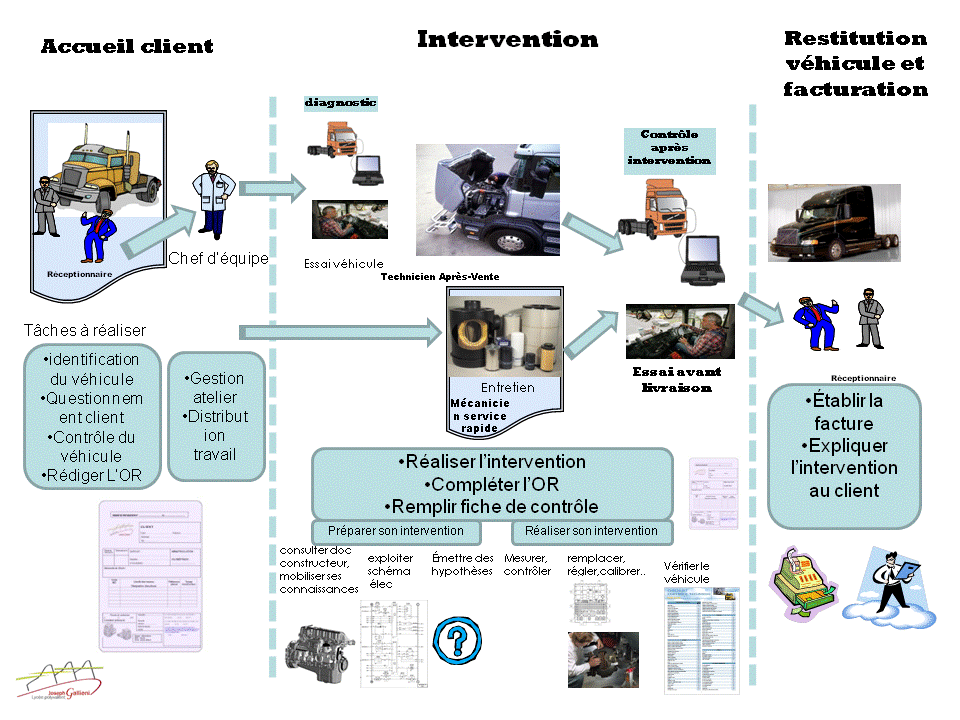 Accueil client
Intervention
Restitution
véhicule et
facturation
diagnostic
Contrôle
après
intervention
Réceptionnaire
Chef d'équipe
Essai véhicule
Technicien Après-Vente
Tâches à réaliser
•identification
du véhicule
•Questionnem
ent client
•Contrôle du
véhicule
•Rédiger L'OR
•Gestion
atelier
•Distribut
ion
travail
Entretien
Mécanicie
n service
rapide
Essai avant
livraison
Réceptionnaire
•Établir la
facture
•Expliquer
l'intervention
au client
•Réaliser l'intervention
•Compléter l'OR
•Remplir fiche de contrôle
Préparer son intervention
Réaliser son intervention
consulter doc
constructeur,
mobiliser ses
connaissances
exploiter
schéma
élec
Émettre des
hypothèses
Mesurer,
contrôler
remplacer,
régler,calibrer..
Vérifier le
véhicule
?
Joseph Gallieni